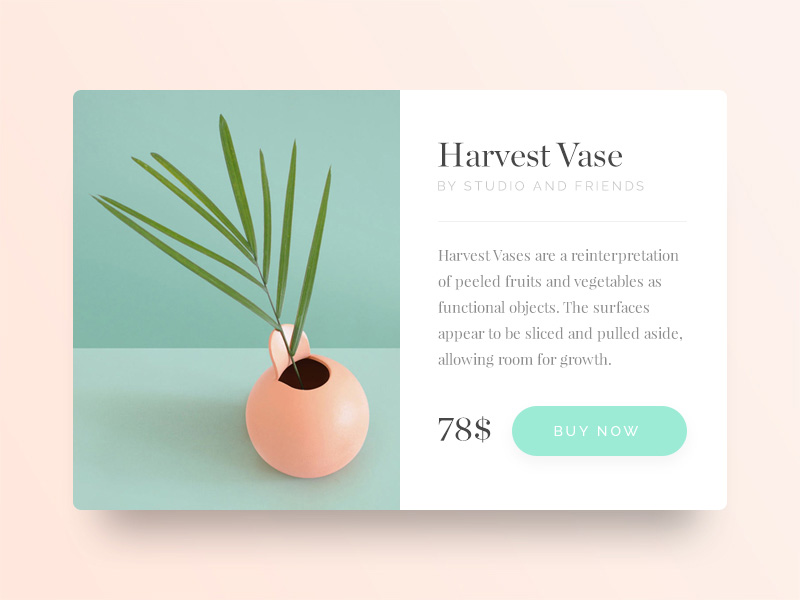 Harvest Vase
BY STUDIO AND FRIENDS
Harvest Vases are a reinterpretation
of peeled fruits and vegetables as
functional objects. The surfaces
appear to be sliced and pulled aside,
allowing room for growth.
78$
BUY NOW